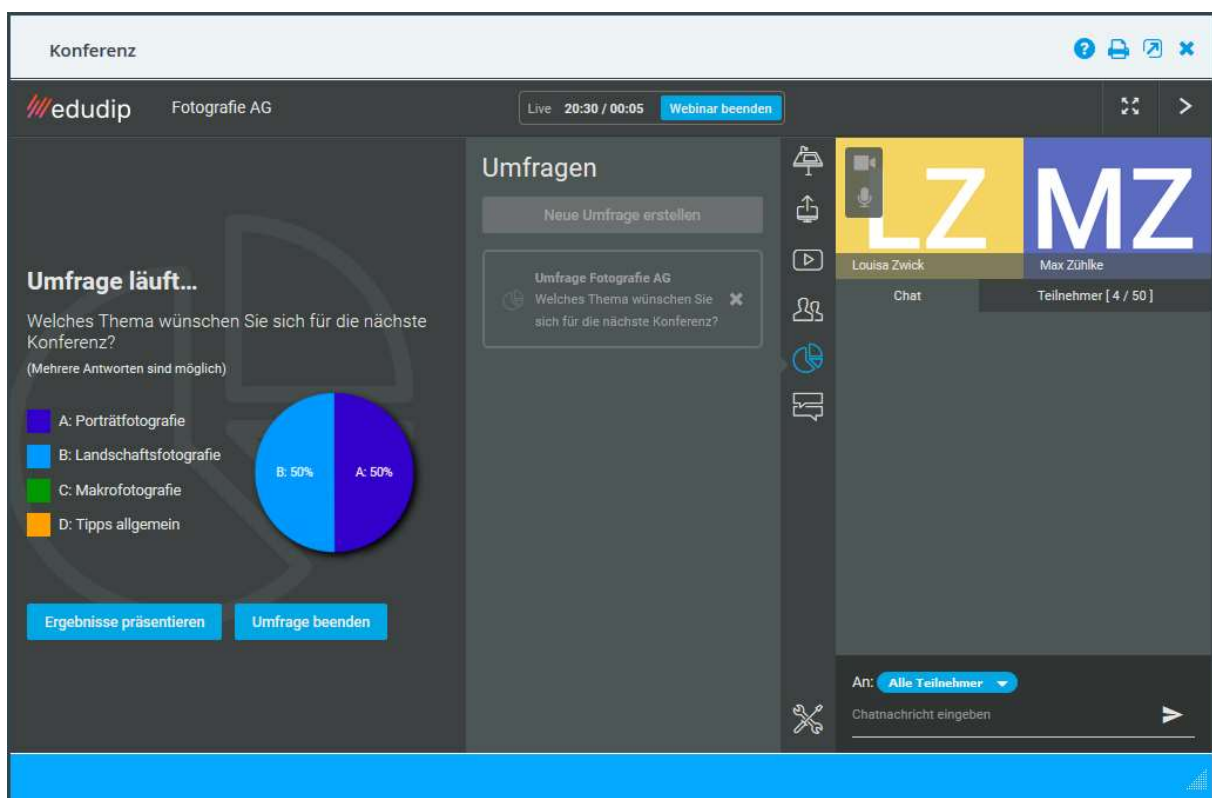 Konferenz
edudip
Fotografie AG
Live 20:30 / 00:05 Webinar beenden
Umfrage läuft...
Welches Thema wünschen Sie sich für die nächste
Konferenz?
(Mehrere Antworten sind möglich)
A: Porträtfotografie
B: Landschaftsfotografie
C: Makrofotografie
D: Tipps allgemein
B: 50%
A: 50%
Ergebnisse präsentieren
Umfrage beenden
Umfragen
Neue Umfrage erstellen
Umfrage Fotografie AG
Welches Thema wünschen Sie
sich für die nächste Konferenz?
LZ
MZ
Louisa Zwick
Max Zühlke
Chat
Teilnehmer [ 4 / 50 ]
An: Alle Teilnehmer
Chatnachricht eingeben